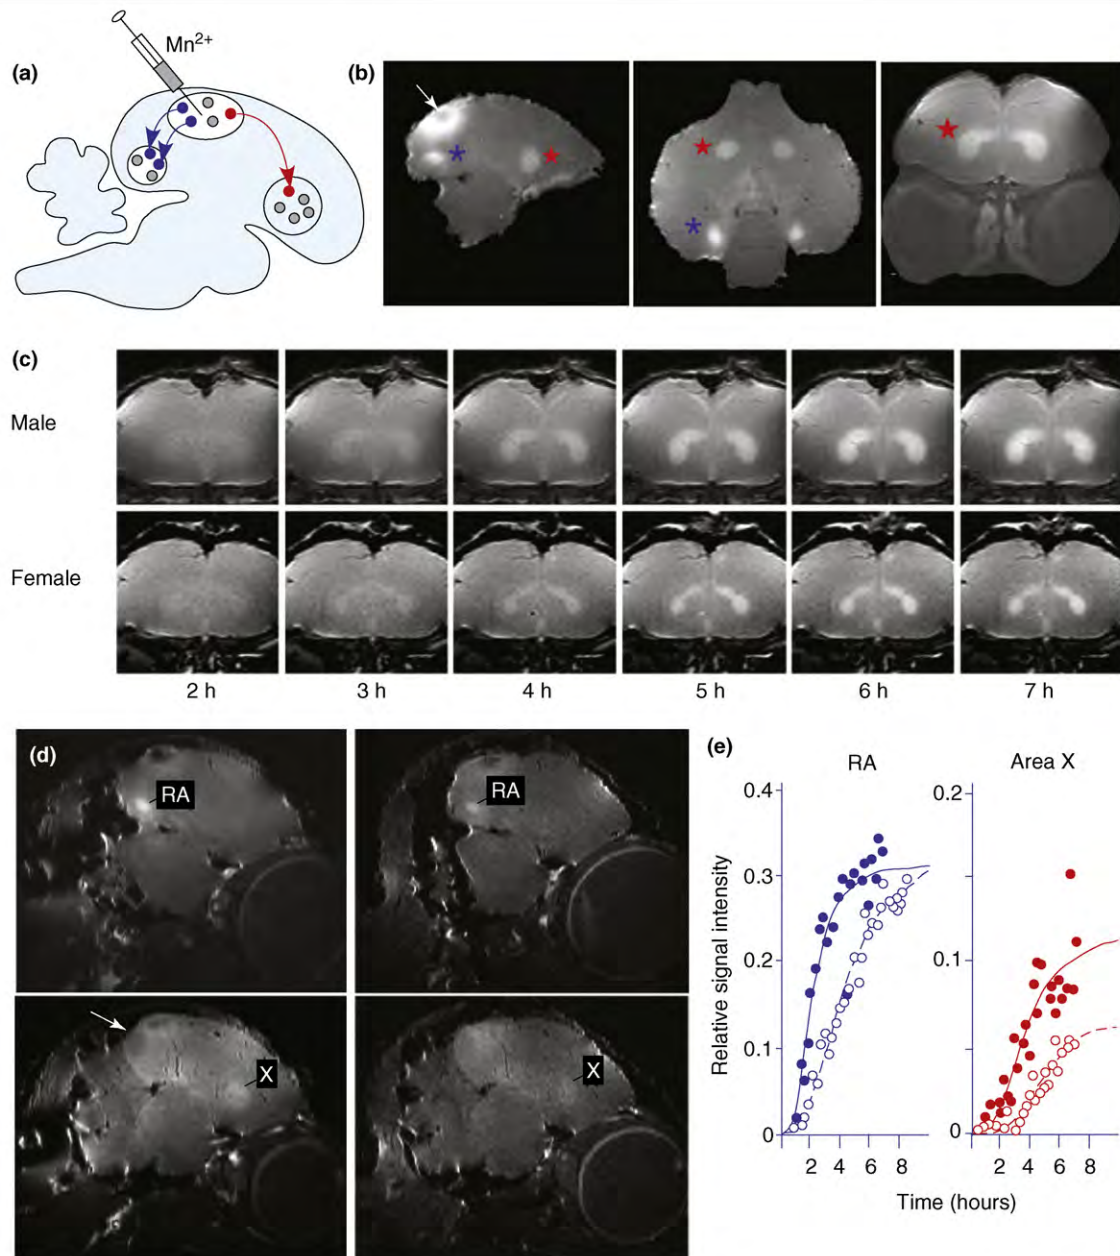 Mn2+
(a)
(b)
(c)
Male
Female
2 h 3 h 4 h 5 h 6 h 7 h
(d)
RA
RA
X
X
(e)
RA Area X
0.4 0.2
0.3
0.2 0.1
0.1
0 0
Relative signal intensity
2 4 6 8 2 4 6 8
Time (hours)